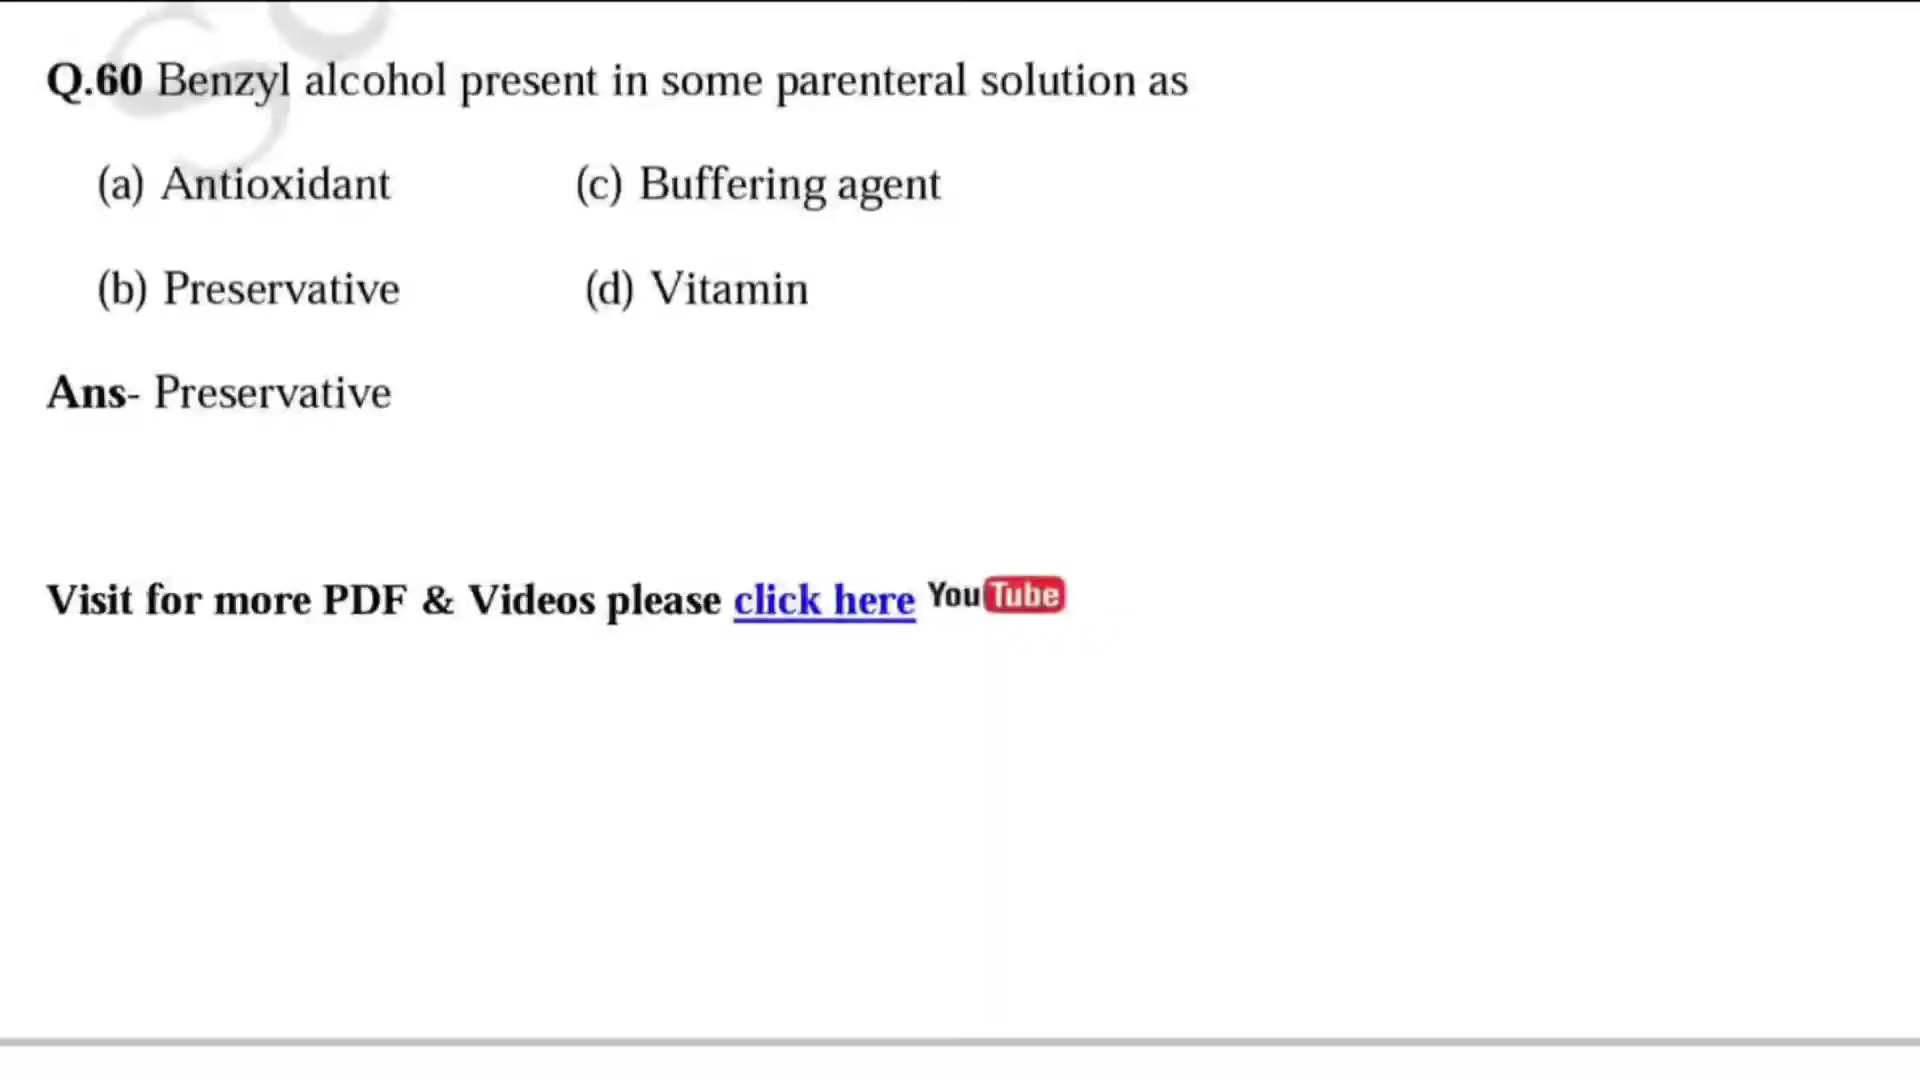 Q.60 Benzyl alcohol present in some parenteral solution as
(a) Antioxidant (c) Buffering agent
(b) Preservative (d) Vitamin
Ans- Preservative
Visit for more PDF & Videos please click here YouTube